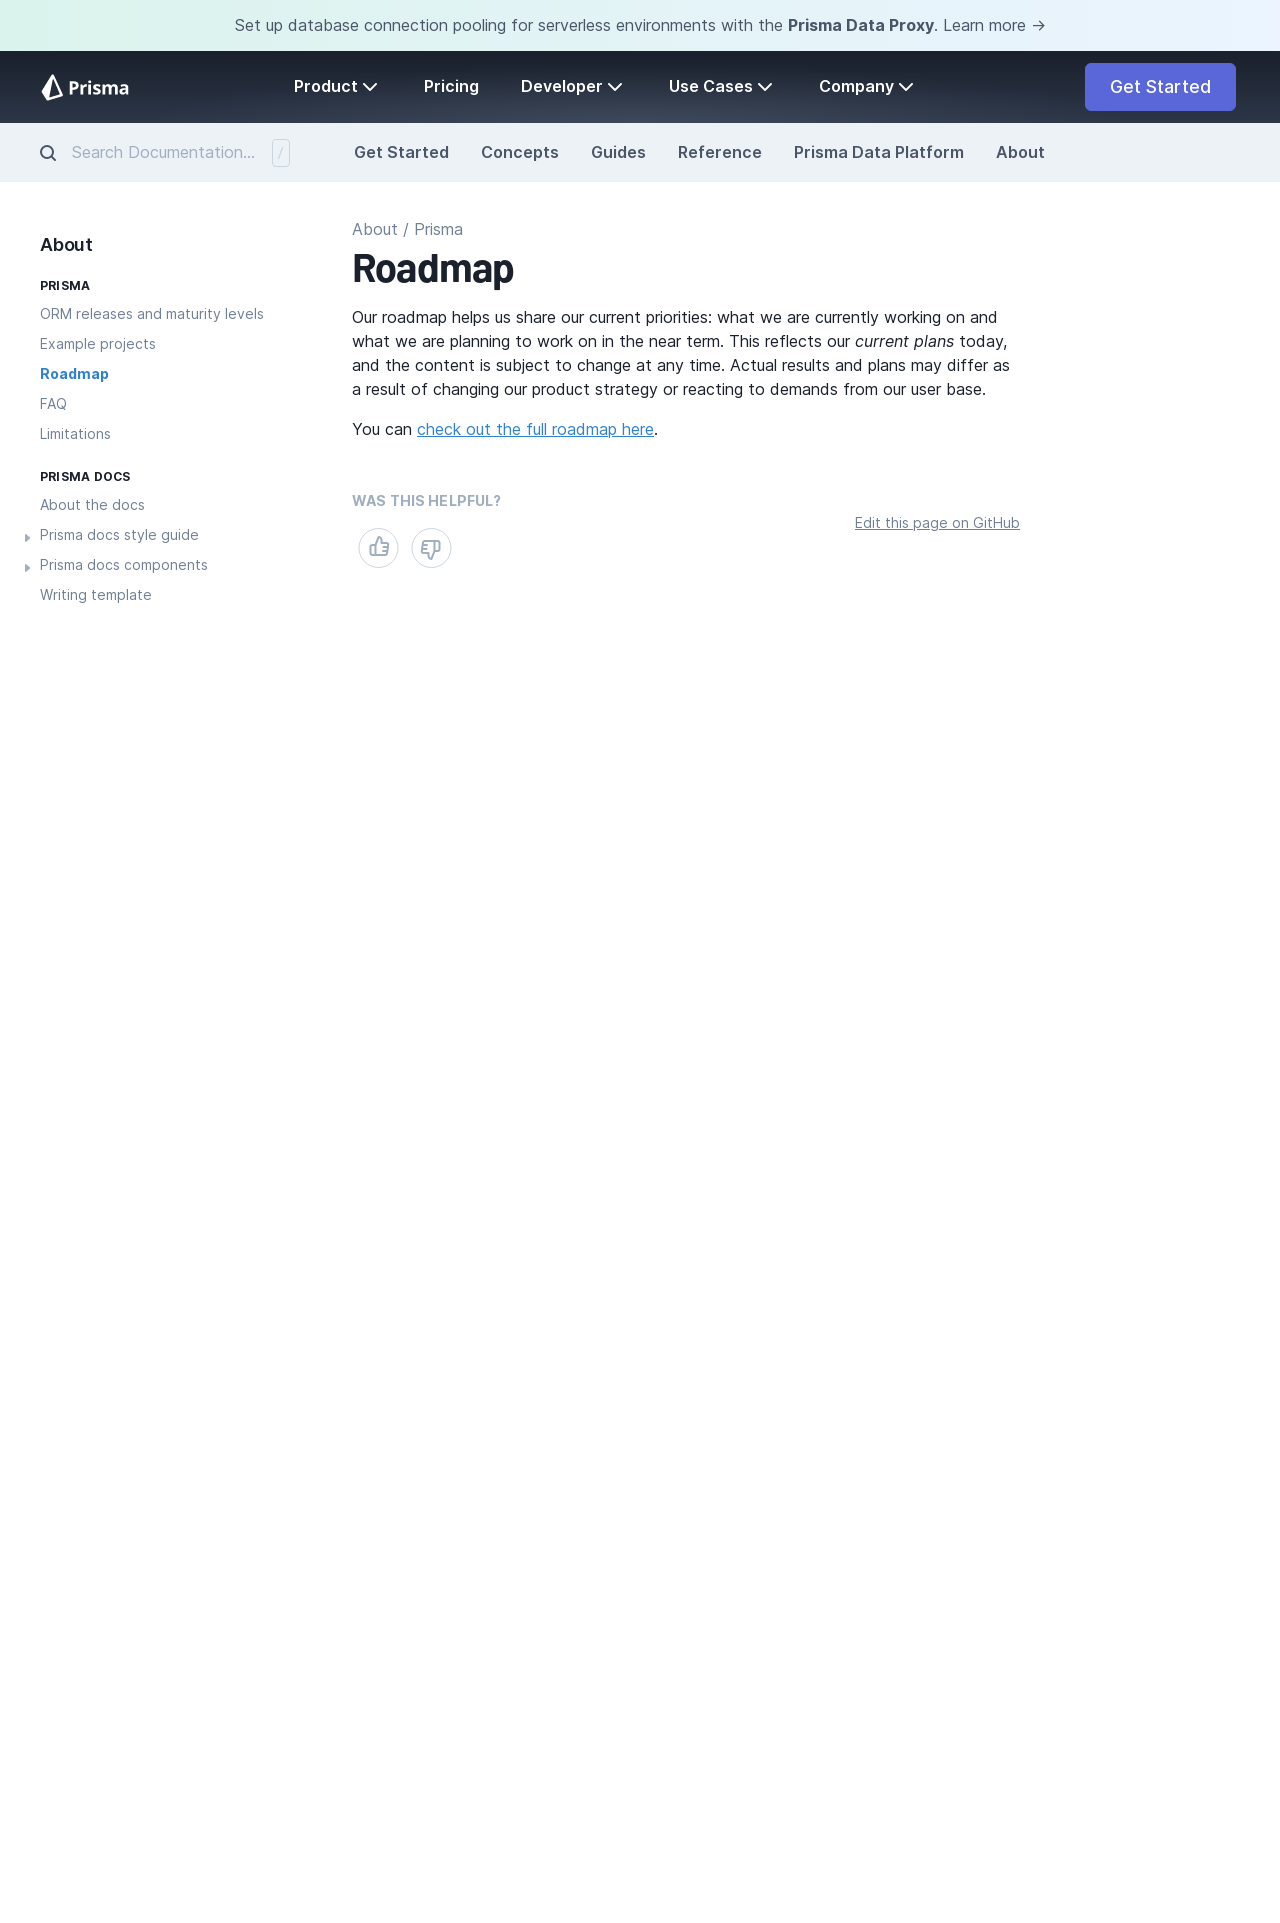 Set up database connection pooling for serverless environments with the Prisma Data Proxy. Learn more →
Prisma
Product
Pricing
Developer
Use Cases
Company
Get Started
Search Documentation...
/
Get Started
Concepts
Guides
Reference
Prisma Data Platform
About
About
PRISMA
ORM releases and maturity levels
Example projects
Roadmap
FAQ
Limitations
PRISMA DOCS
About the docs
Prisma docs style guide
Prisma docs components
Writing template
About / Prisma
Roadmap
Our roadmap helps us share our current priorities: what we are currently working on and
what we are planning to work on in the near term. This reflects our current plans today,
and the content is subject to change at any time. Actual results and plans may differ as
a result of changing our product strategy or reacting to demands from our user base.
You can check out the full roadmap here.
WAS THIS HELPFUL?
Edit this page on GitHub